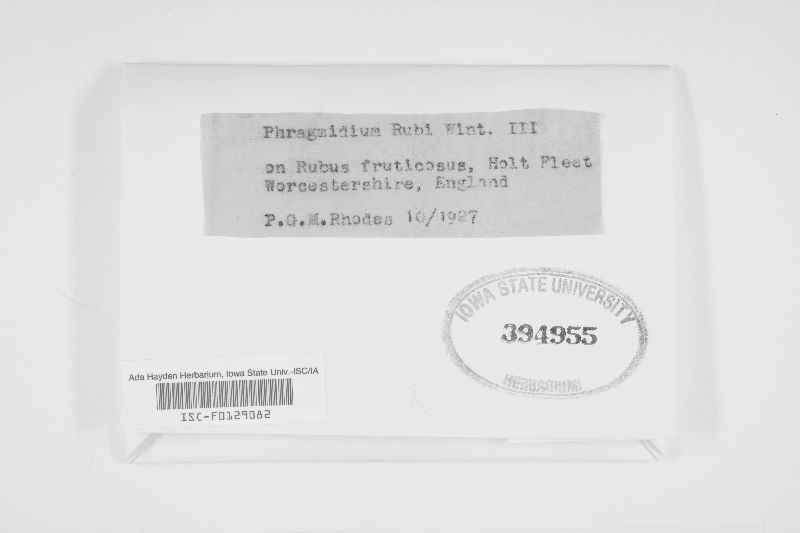 Phragmidium Rubi Wint. III
on Rubus fruticosus, Holt Fleet
Worcestershire, England
P.G.M.Rhodes 10/1927
IOWA STATE UNIVERSITY
394955
HERBARIUM
Ada Hayden Herbarium, Iowa State Univ.-ISC/IA
ISC-F0129082